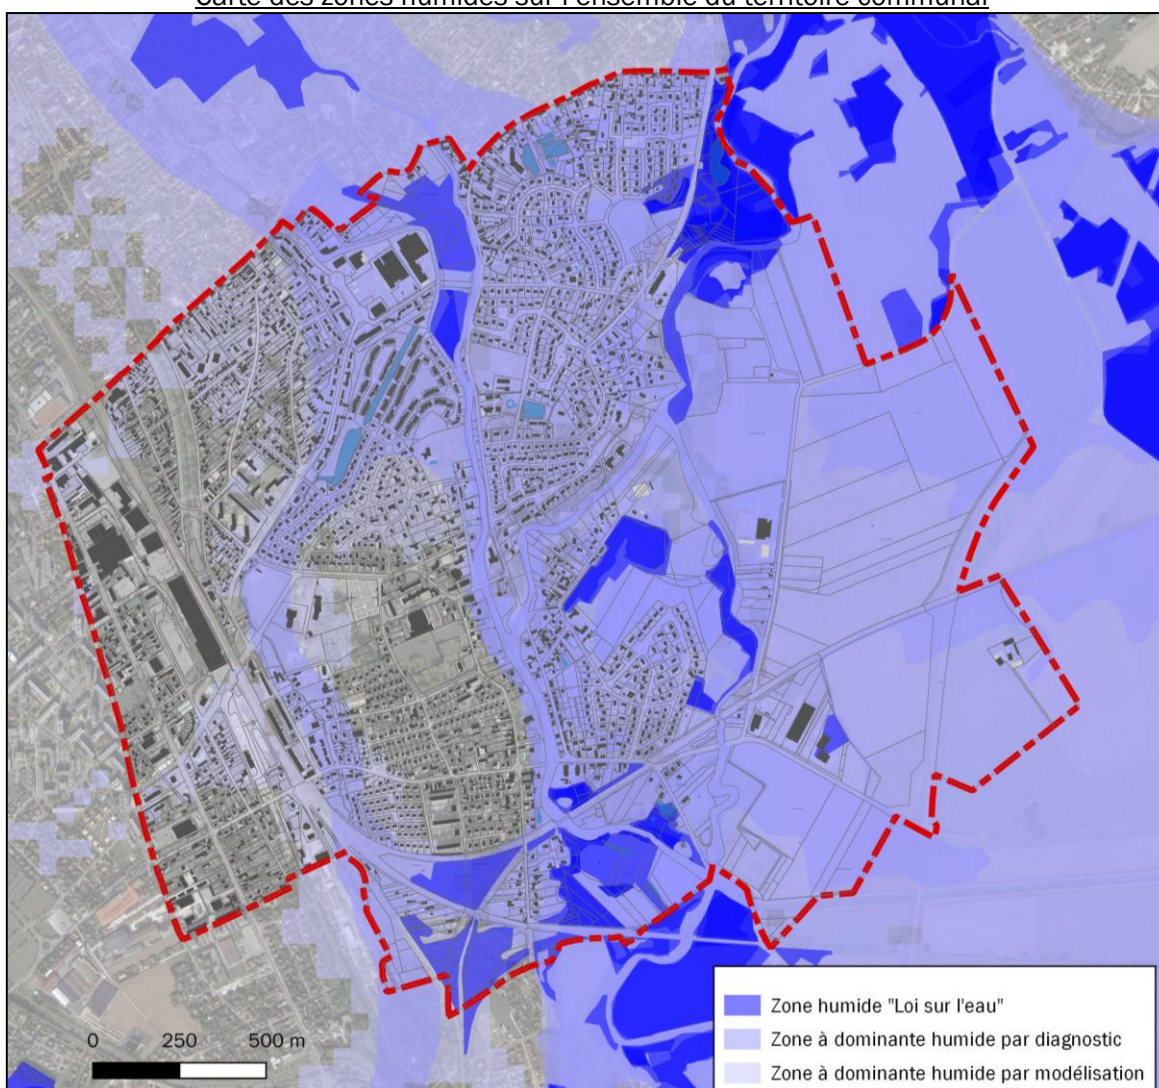 Carte des zones humides sur l'ensemble du territoire communal
0 250 500 m
Zone humide "Loi sur l'eau"
Zone à dominante humide par diagnostic
Zone à dominante humide par modélisation